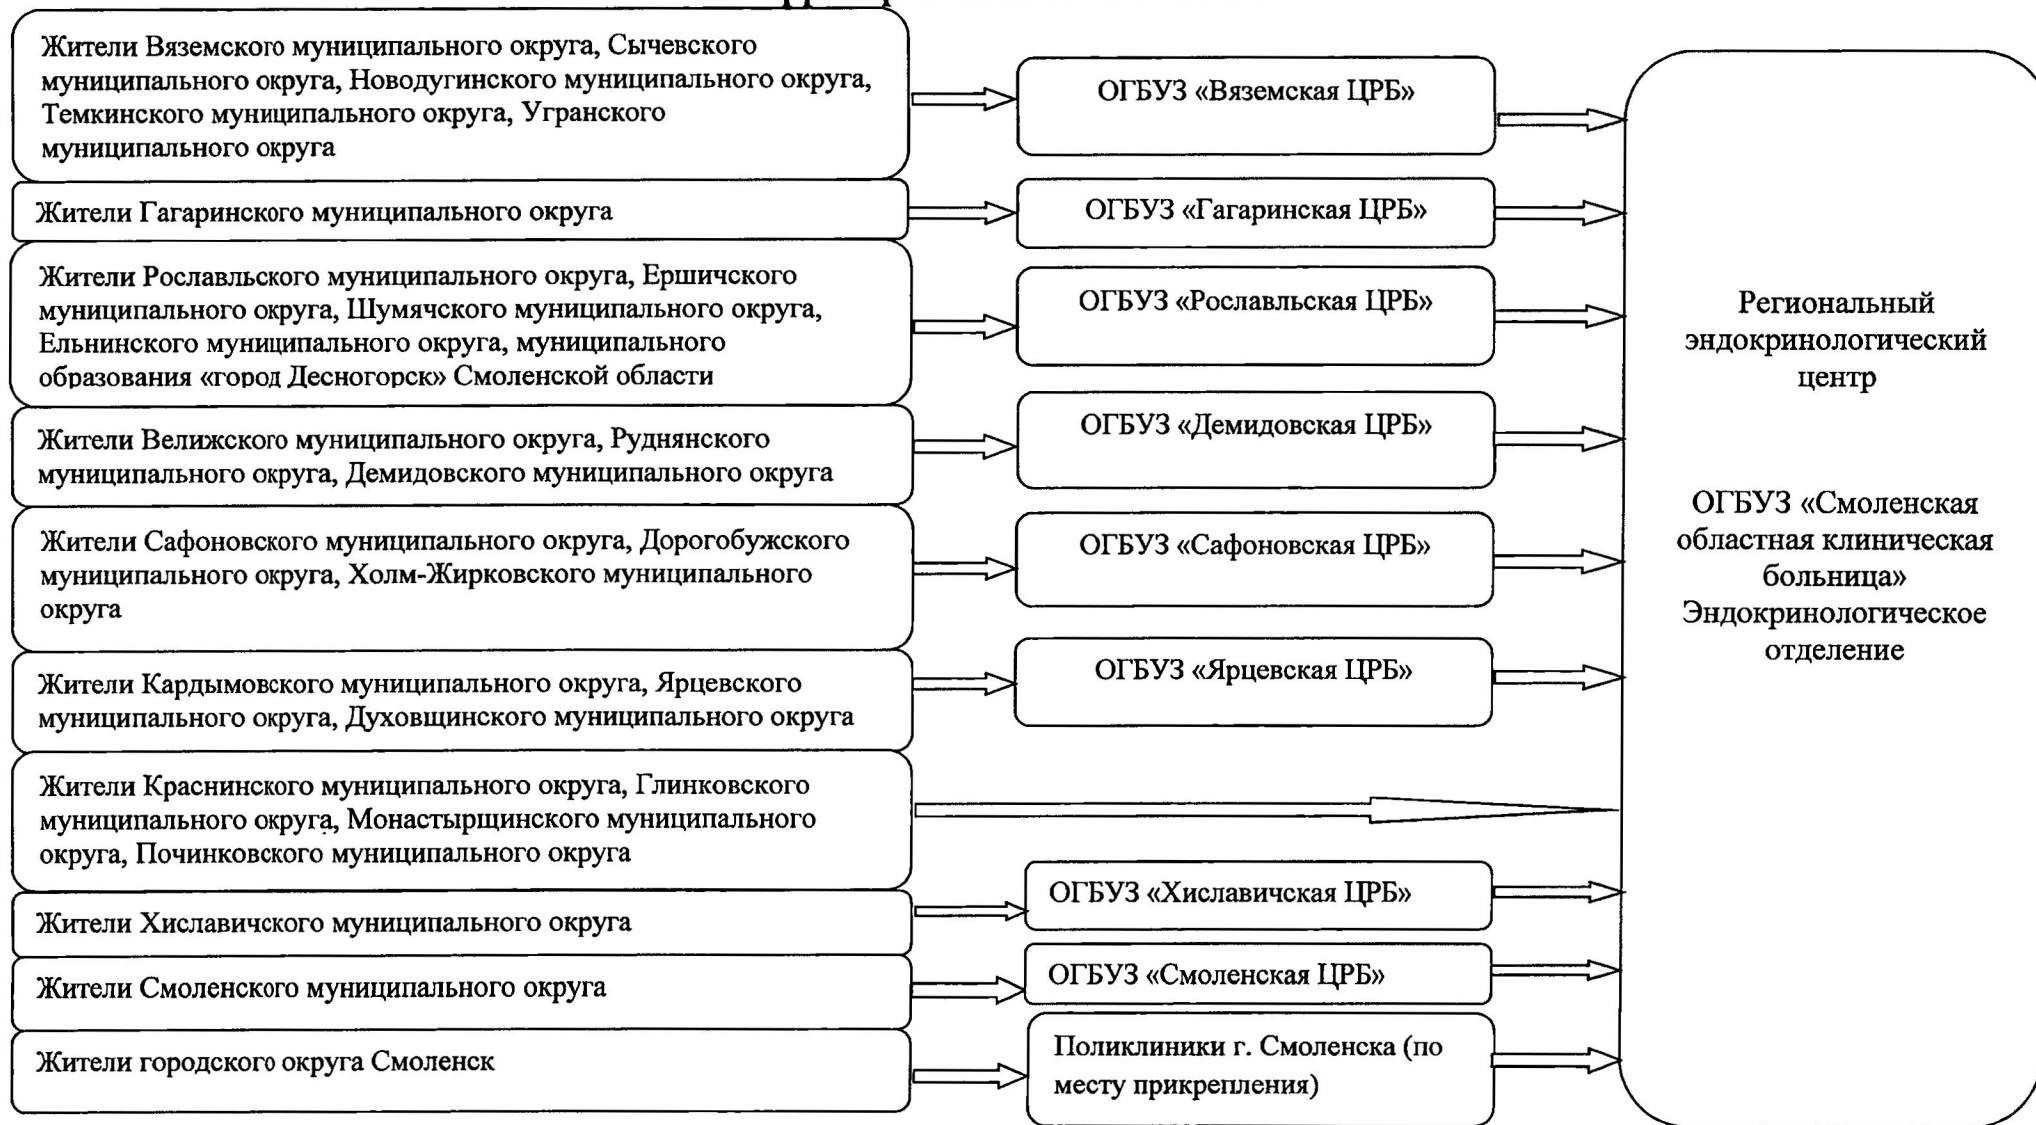 Жители Вяземского муниципального округа, Сычевского
муниципального округа, Новодугинского муниципального округа,
Темкинского муниципального округа, Угранского
муниципального округа
ОГБУЗ «Вяземская ЦРБ»
Жители Гагаринского муниципального округа
ОГБУЗ «Гагаринская ЦРБ»
Жители Рославльского муниципального округа, Ершичского
муниципального округа, Шумячского муниципального округа,
Ельнинского муниципального округа, муниципального
образования «город Десногорск» Смоленской области
ОГБУЗ «Рославльская ЦРБ»
Жители Велижского муниципального округа, Руднянского
муниципального округа, Демидовского муниципального округа
ОГБУЗ «Демидовская ЦРБ»
Жители Сафоновского муниципального округа, Дорогобужского
муниципального округа, Холм-Жирковского муниципального
округа
ОГБУЗ «Сафоновская ЦРБ»
Жители Кардымовского муниципального округа, Ярцевского
муниципального округа, Духовщинского муниципального округа
ОГБУЗ «Ярцевская ЦРБ»
Жители Краснинского муниципального округа, Глинковского
муниципального округа, Монастырщинского муниципального
округа, Починковского муниципального округа
Жители Хиславичского муниципального округа
ОГБУЗ «Хиславичская ЦРБ»
Жители Смоленского муниципального округа
ОГБУЗ «Смоленская ЦРБ»
Жители городского округа Смоленск
Поликлиники г. Смоленска (по
месту прикрепления)
Региональный
эндокринологический
центр
ОГБУЗ «Смоленская
областная клиническая
больница»
Эндокринологическое
отделение